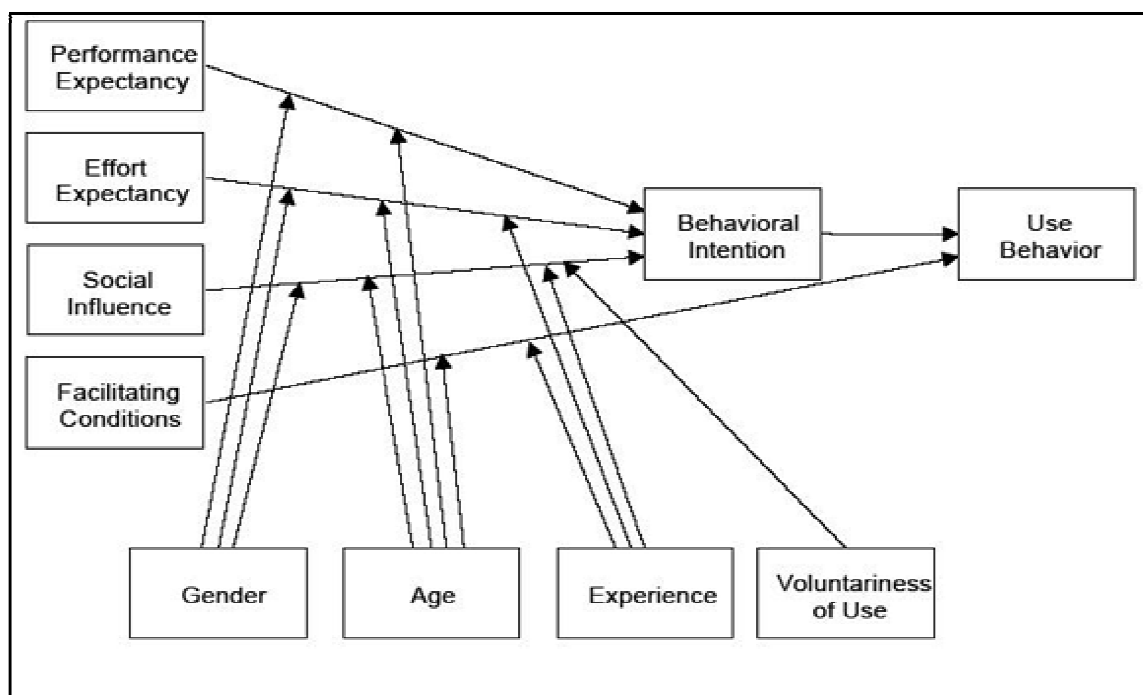 Performance
Expectancy
Effort
Expectancy
Social
Influence
Facilitating
Conditions
Behavioral
Intention
Use
Behavior
Gender
Age
Experience
Voluntariness
of Use